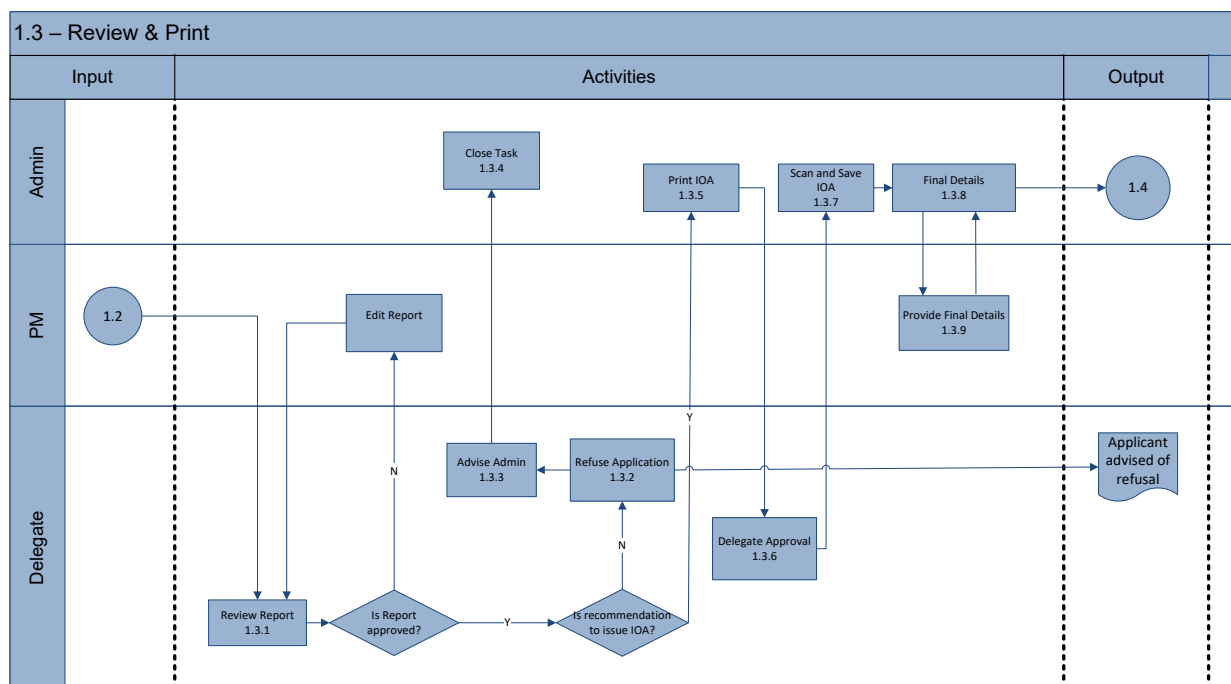 1.3 – Review & Print
Input
Activities
Output
Admin
Close Task
1.3.4
Print IOA
1.3.5
Scan and Save
IOA
1.3.7
Final Details
1.3.8
1.4
PM
1.2
Edit Report
Provide Final Details
1.3.9
Y
Delegate
N
Advise Admin
1.3.3
Refuse Application
1.3.2
Applicant
advised of
refusal
N
Delegate Approval
1.3.6
Review Report
1.3.1
Is Report
approved?
Y
Is recommendation
to issue IOA?